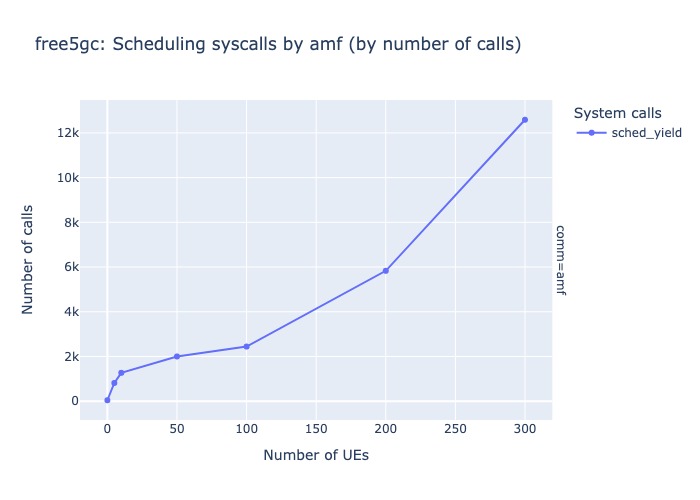 free5gc: Scheduling syscalls by amf (by number of calls)
System calls
sched_yield
12k
10k
8k
6k
4k
2k
0
Number of calls
comm=amf
0 50 100 150 200 250 300
Number of UEs